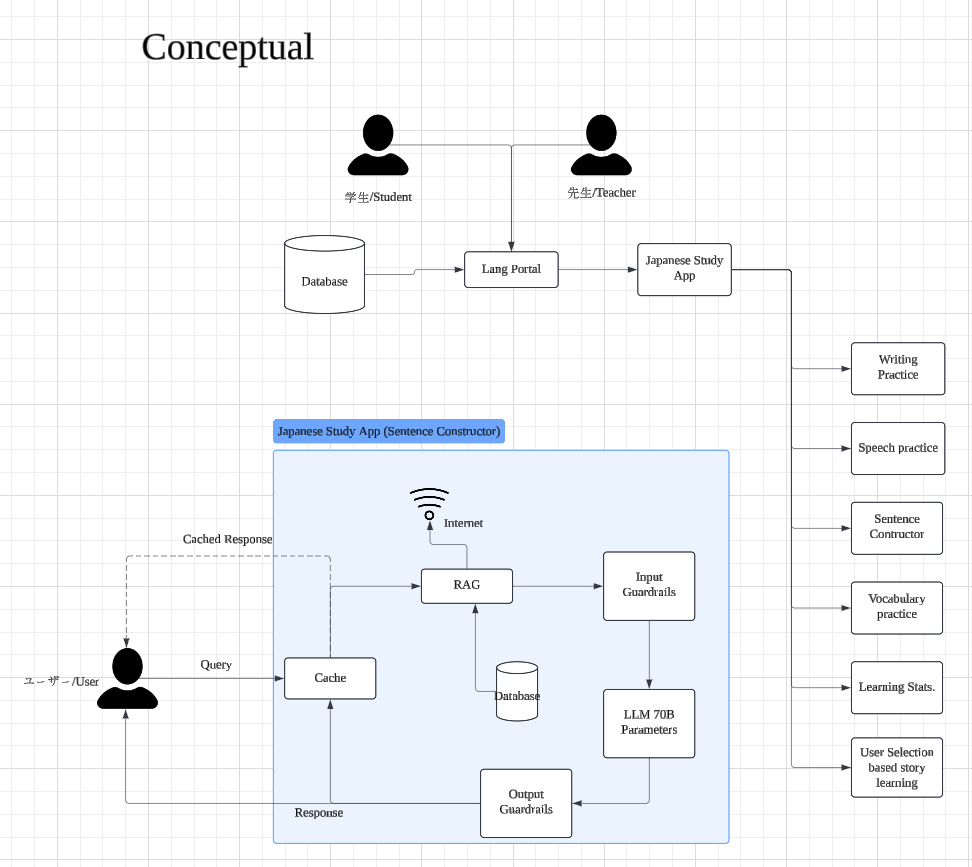 Conceptual
学生/Student
先生/Teacher
Database
Lang Portal
Japanese Study
App
Writing
Practice
Speech practice
Sentence
Contructor
Vocabulary
practice
Learning Stats.
User Selection
based story
learning
Japanese Study App (Sentence Constructor)
Internet
Cached Response
RAG
Input
Guardrails
Query
ユーザー/User
Cache
Database
LLM 70B
Parameters
Output
Guardrails
Response